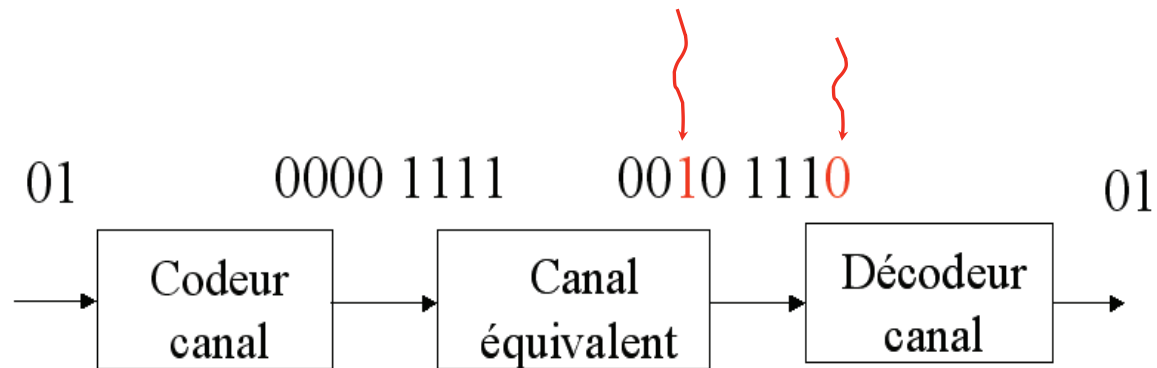 01
0000 1111
0010 1110
01
Codeur
canal
Canal
équivalent
Décodeur
canal